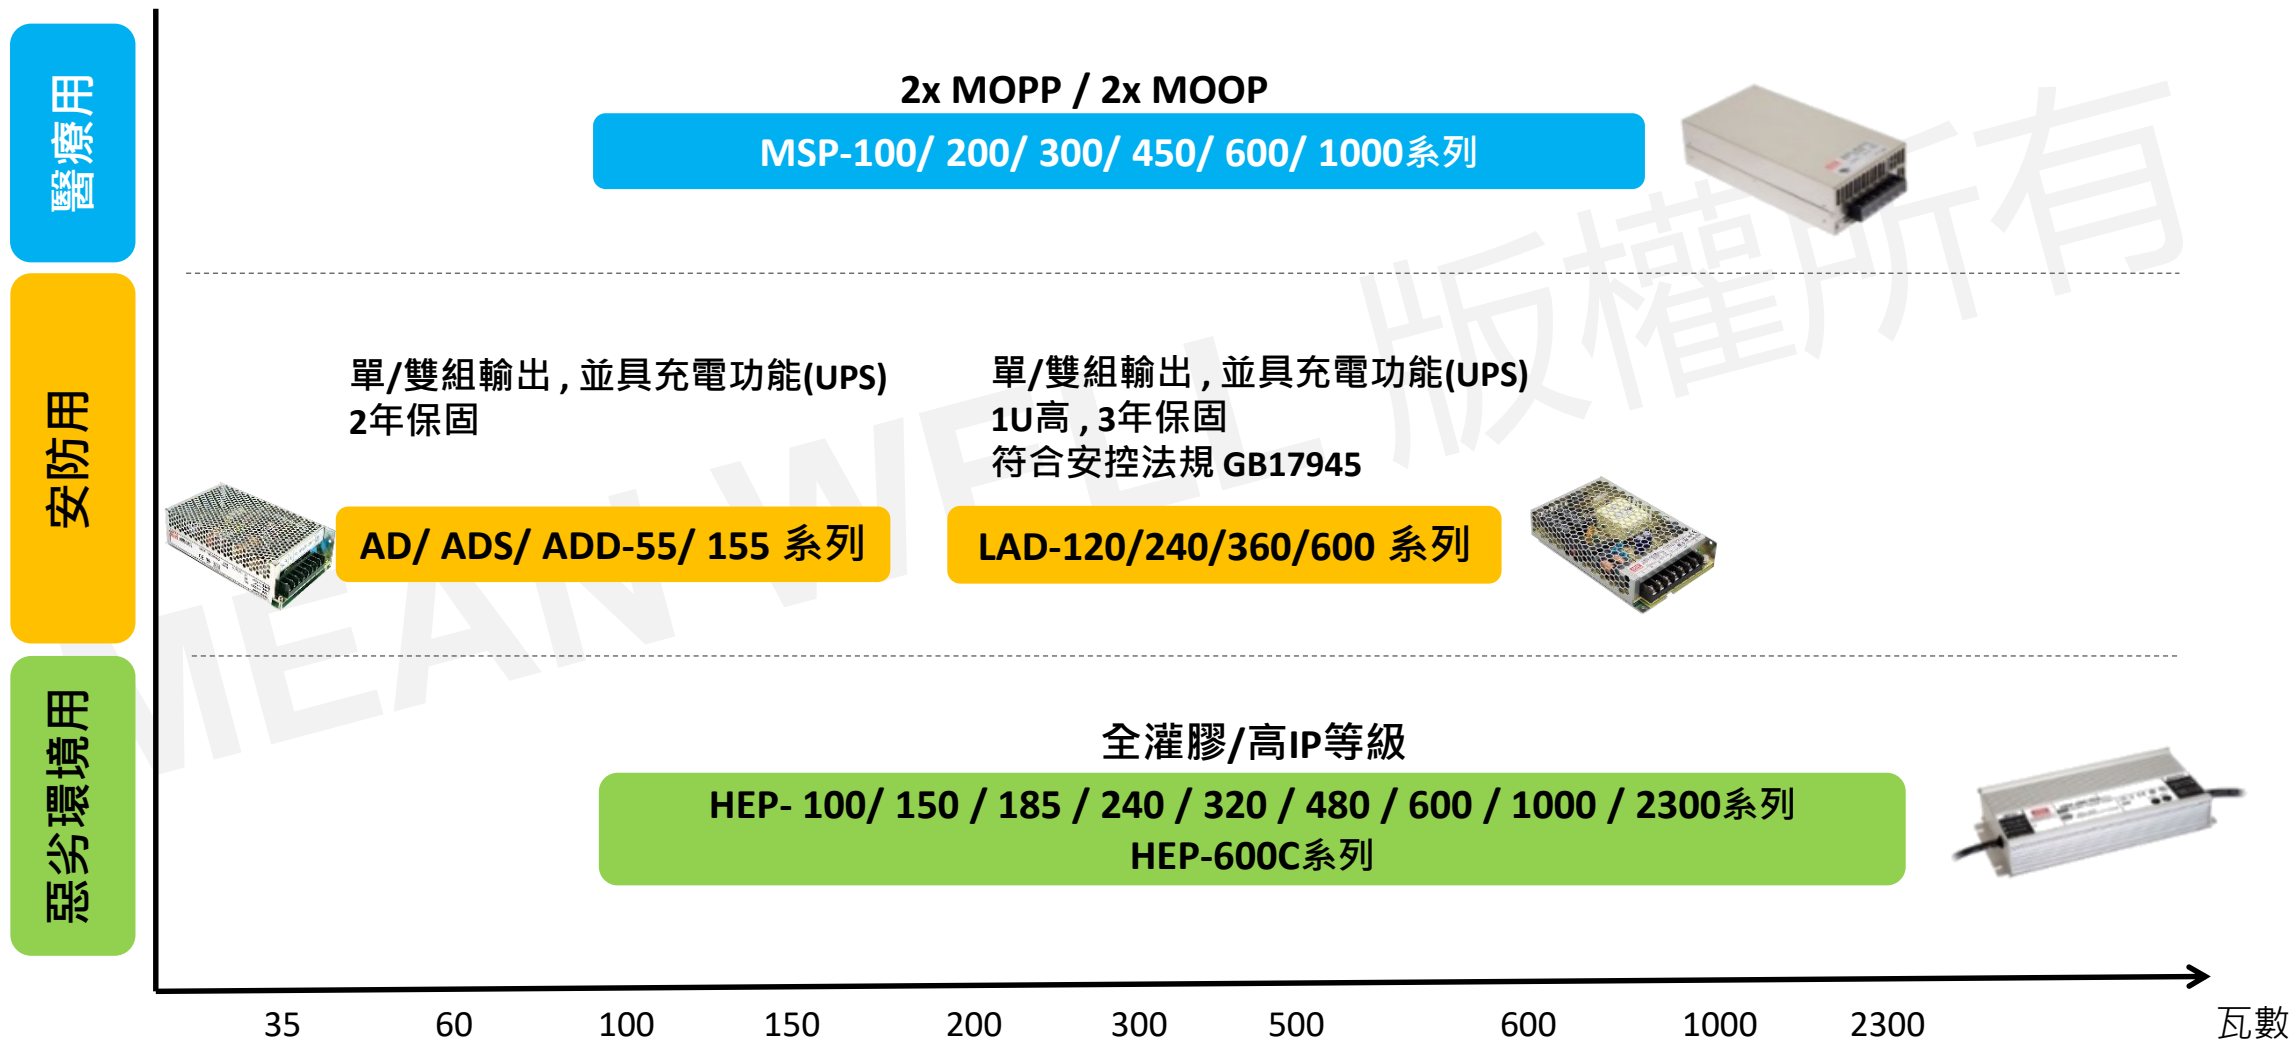 醫療用
2x MOPP / 2x MOOP
MSP-100/ 200/ 300/ 450/ 600/ 1000系列
安防用
單/雙組輸出 , 並具充電功能(UPS)
2年保固
AD/ ADS/ ADD-55/ 155 系列
單/雙組輸出 , 並具充電功能(UPS)
1U高 , 3年保固
符合安控法規 GB17945
LAD-120/240/360/600 系列
惡劣環境用
全灌膠/高IP等級
HEP- 100/ 150 / 185 / 240 / 320 / 480 / 600 / 1000 / 2300系列
HEP-600C系列
35 60 100 150 200 300 500 600 1000 2300 瓦數
MEAN WELL 版權所有